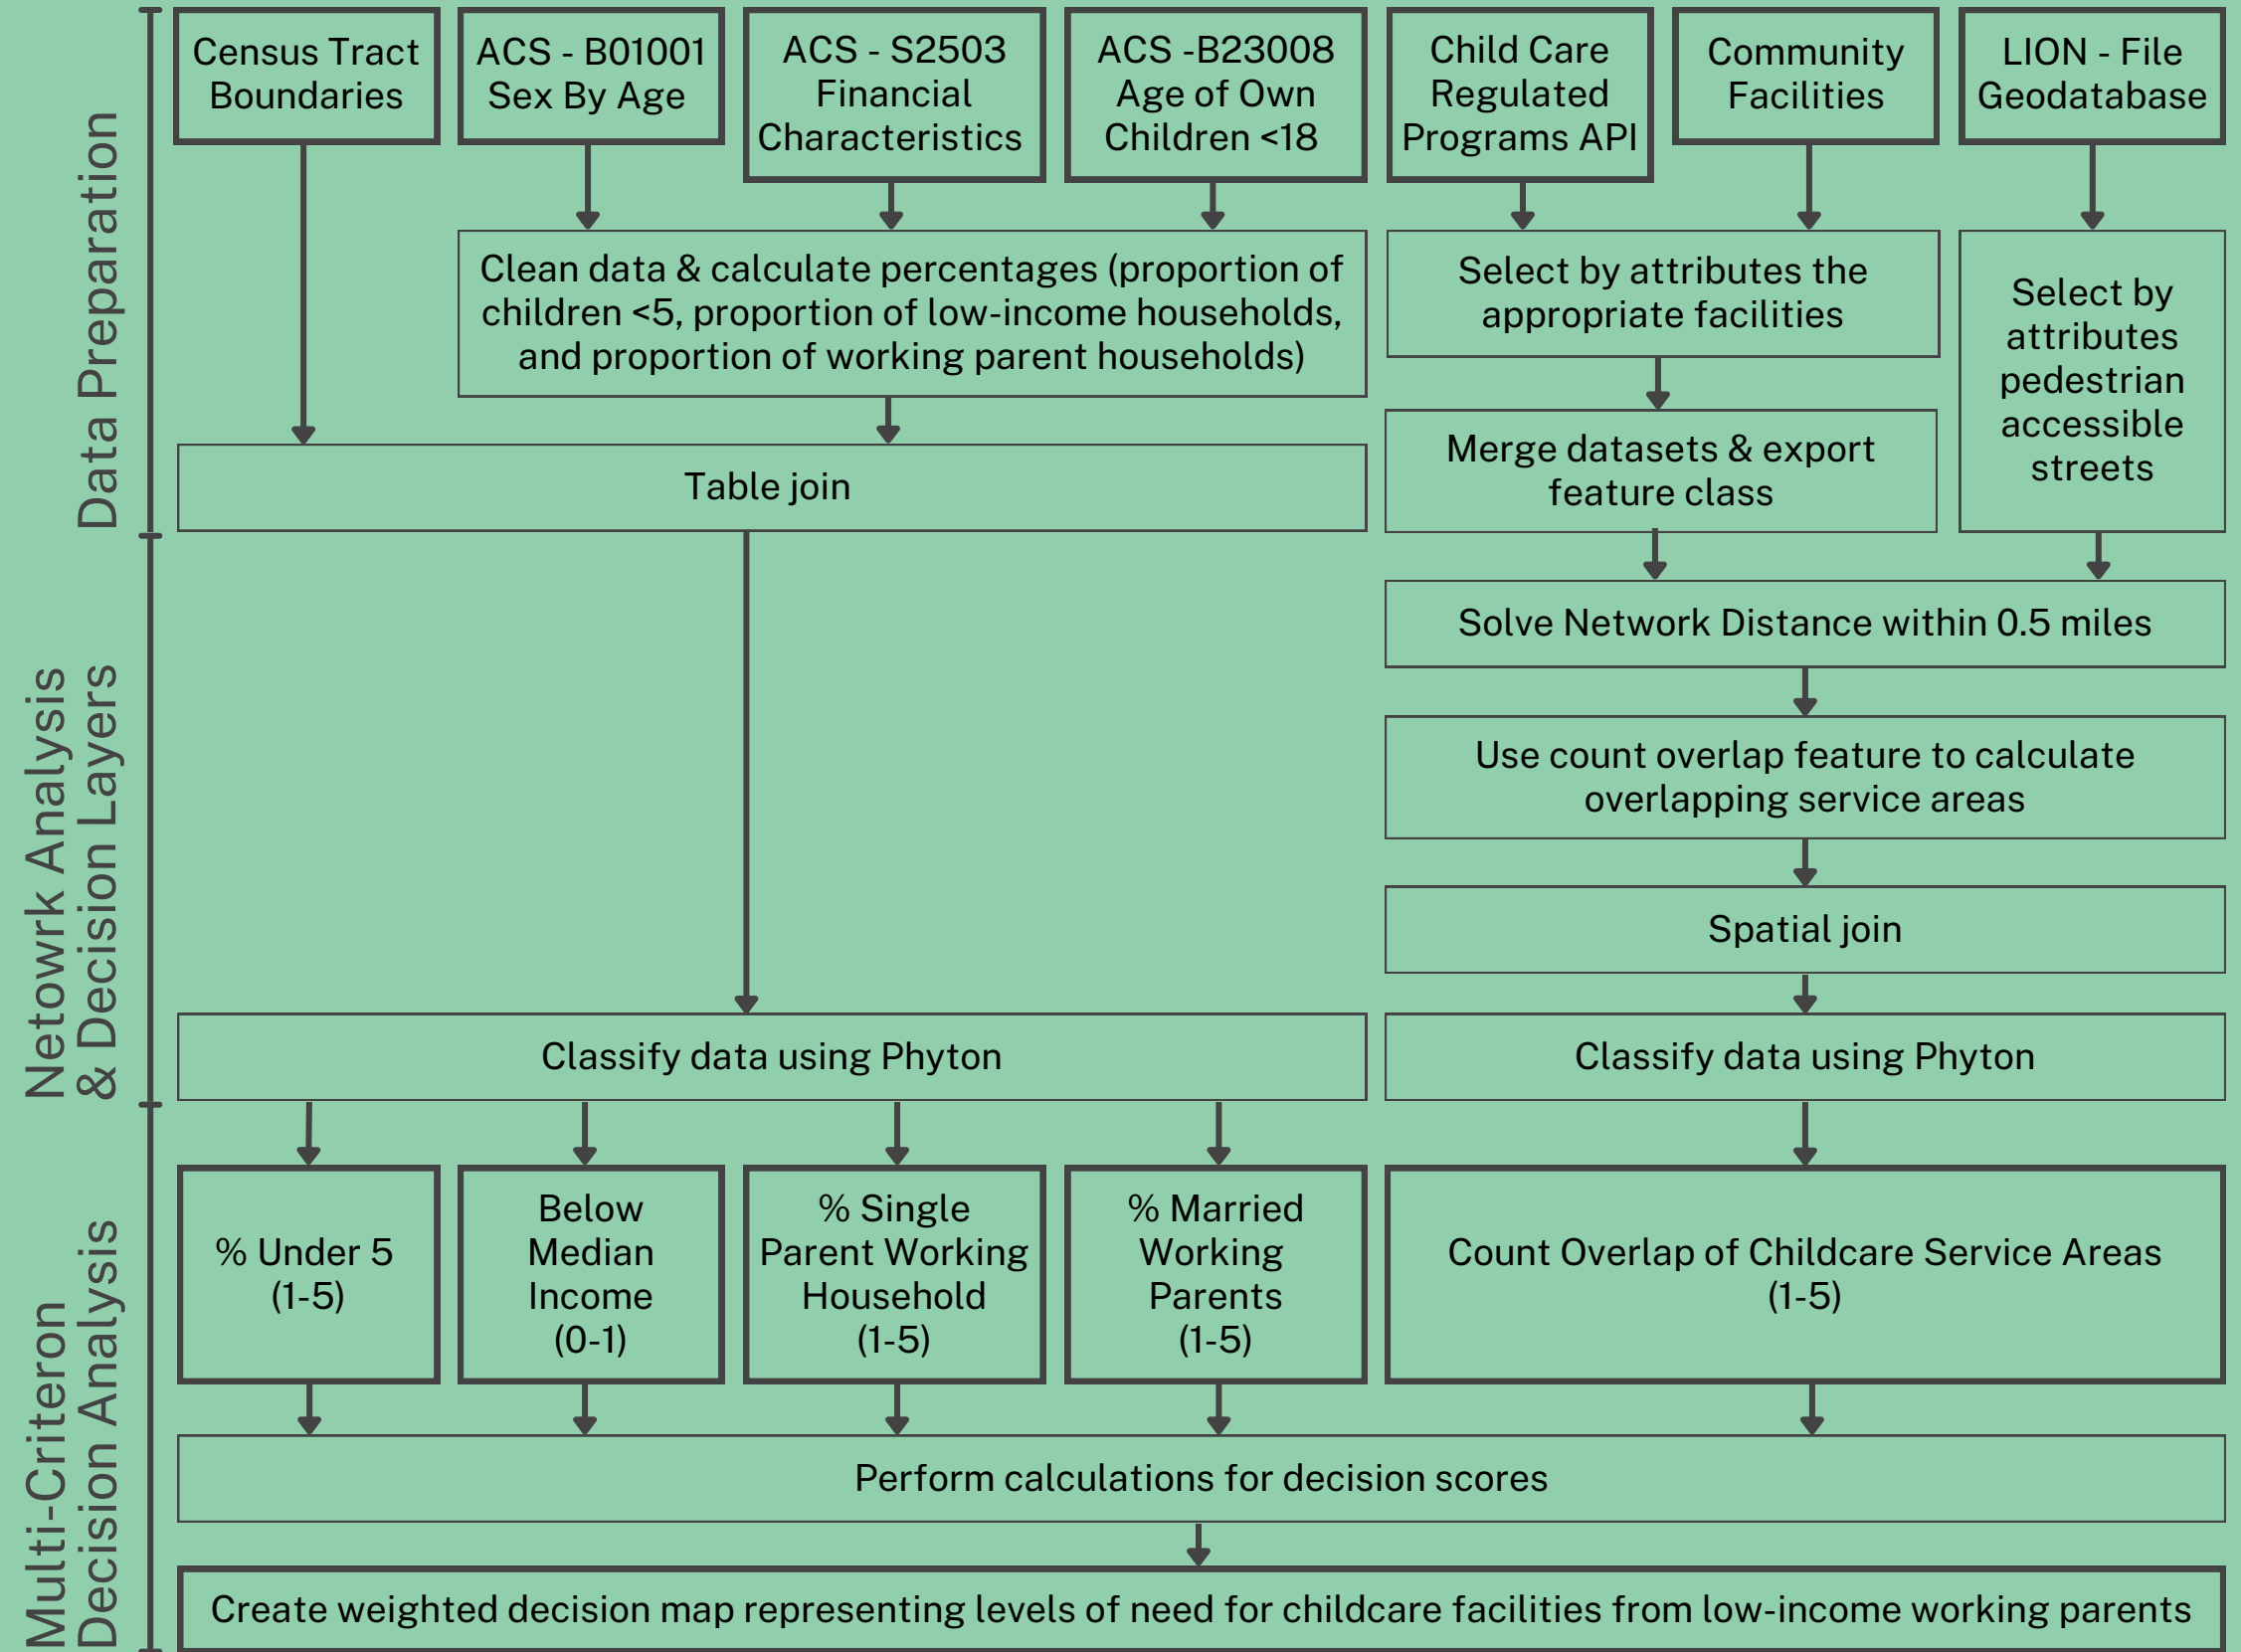 Data Preparation
Census Tract
Boundaries
ACS - B01001
Sex By Age
ACS - S2503
Financial
Characteristics
ACS -B23008
Age of Own
Children <18
Child Care
Regulated
Programs API
Community
Facilities
LION - File
Geodatabase
Clean data & calculate percentages (proportion of
children <5, proportion of low-income households,
and proportion of working parent households)
Select by attributes the
appropriate facilities
Select by
attributes
pedestrian
accessible
streets
Merge datasets & export
feature class
Table join
Netowrk Analysis
& Decision Layers
Solve Network Distance within 0.5 miles
Use count overlap feature to calculate
overlapping service areas
Spatial join
Classify data using Phyton
Classify data using Phyton
Multi-Criteron
Decision Analysis
% Under 5
(1-5)
Below
Median
Income
(0-1)
% Single
Parent Working
Household
(1-5)
% Married
Working
Parents
(1-5)
Count Overlap of Childcare Service Areas
(1-5)
Perform calculations for decision scores
Create weighted decision map representing levels of need for childcare facilities from low-income working parents